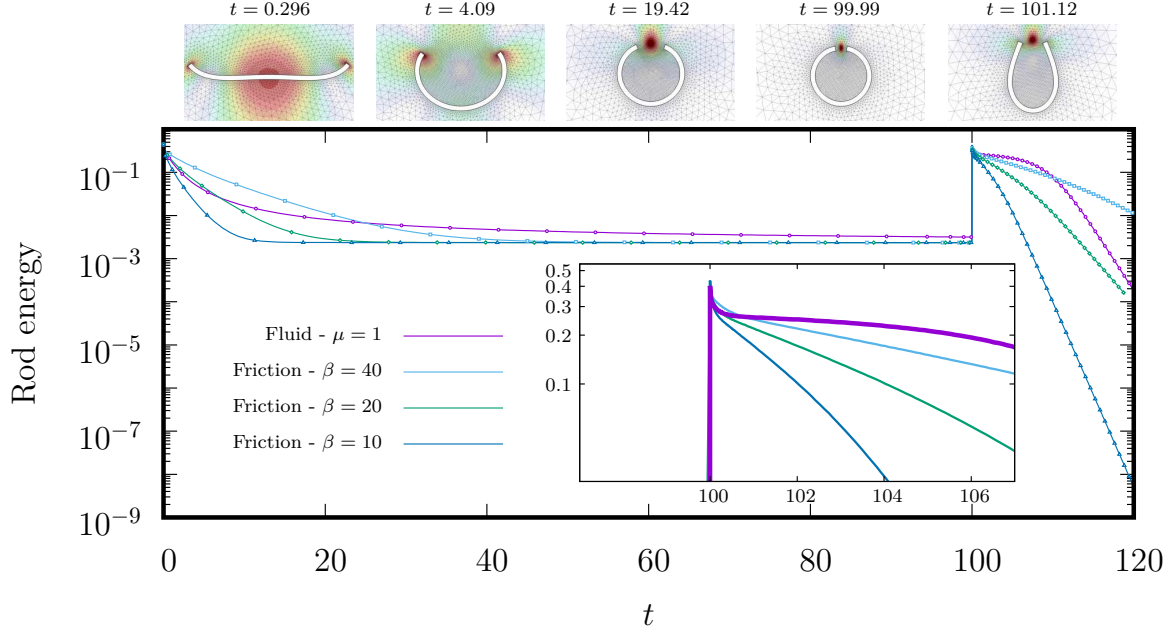 t = 0.296 t = 4.09 t = 19.42 t = 99.99 t = 101.12
10⁻¹
10⁻³
10⁻⁵
10⁻⁷
10⁻⁹
Rod energy
Fluid - μ = 1
Friction - β = 40
Friction - β = 20
Friction - β = 10
0.5
0.4
0.3
0.2
0.1
100 102 104 106
0 20 40 60 80 100 120
t